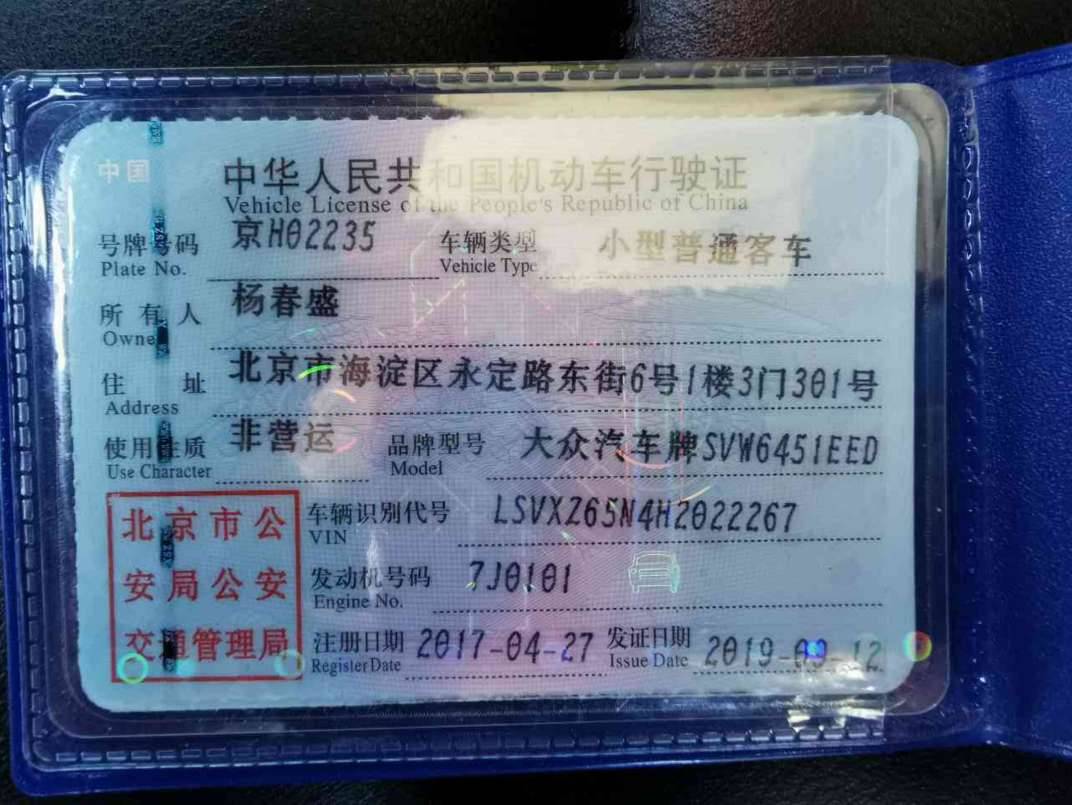 中国
中华人民共和国机动车行驶证
Vehicle License of the People's Republic of China
号牌号码 京H02235 车辆类型 小型普通客车
Plate No. Vehicle Type
所有人 杨春盛
Owner
住址 北京市海淀区永定路东街6号1楼3门301号
Address
使用性质 非营运 品牌型号 大众汽车牌SVW6451EED
Use Character Model
北京市公 车辆识别代号 LSVXZ65N4H2022267
VIN
安局公安 发动机号码 7J0101
Engine No.
交通管理局 注册日期 2017-04-27 发证日期 2019-09-12
Register Date Issue Date